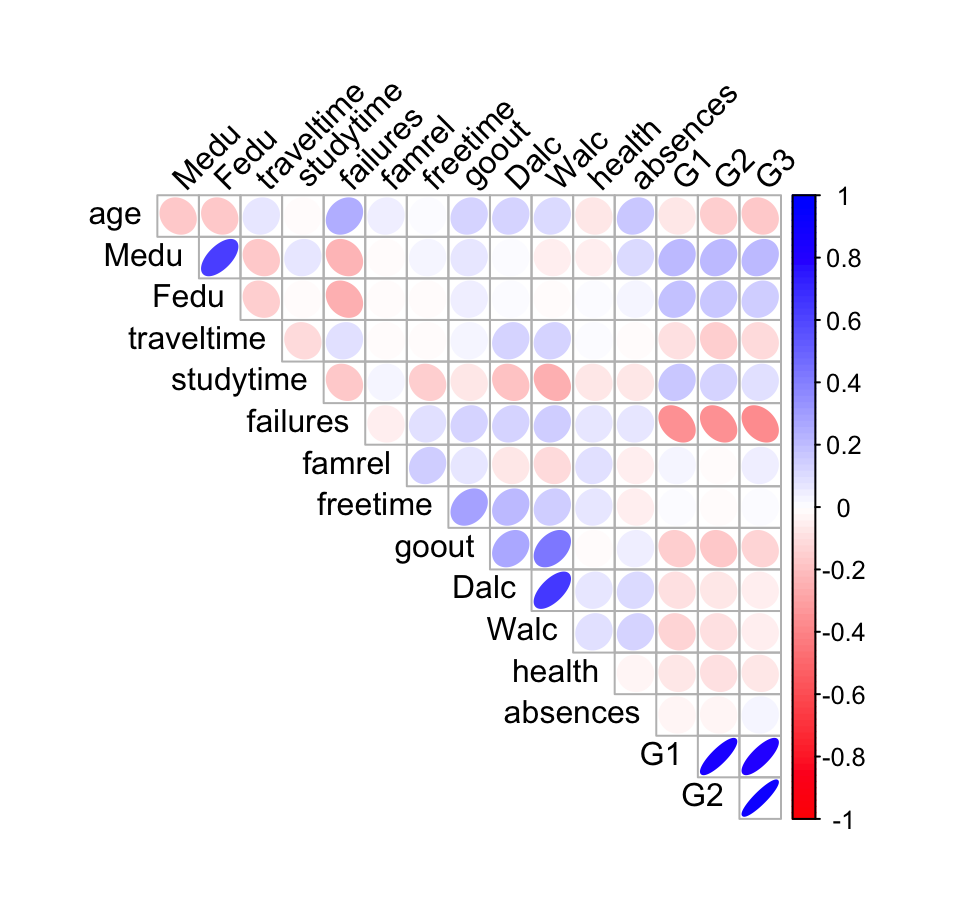 Medu
Fedu
traveltime
studytime
failures
famrel
freetime
goout
Dalc
Walc
health
absences
G1
G2
G3
age
Medu
Fedu
traveltime
studytime
failures
famrel
freetime
goout
Dalc
Walc
health
absences
G1
G2
1
0.8
0.6
0.4
0.2
0
-0.2
-0.4
-0.6
-0.8
-1